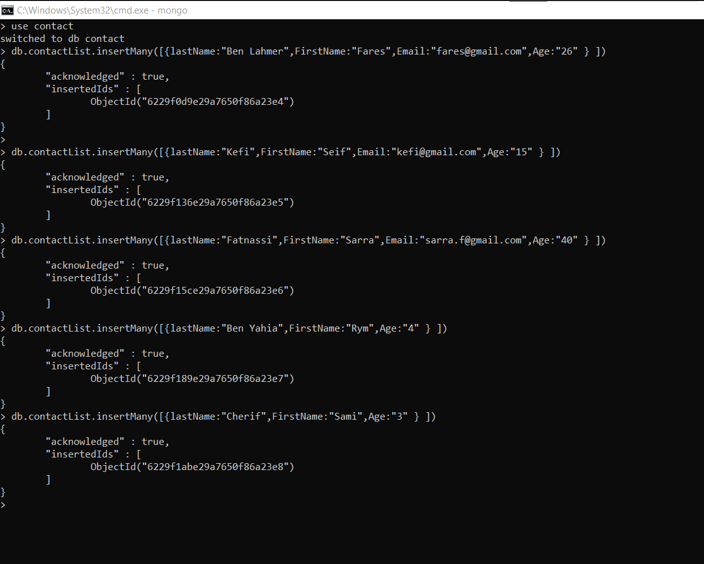 C:\Windows\System32\cmd.exe - mongo
> use contact
switched to db contact
> db.contactList.insertMany([{lastName:"Ben Lahmer",FirstName:"Fares",Email:"fares@gmail.com",Age:"26" } ])
{
        "acknowledged" : true,
        "insertedIds" : [
                ObjectId("6229f0d9e29a7650f86a23e4")
        ]
}
>
> db.contactList.insertMany([{lastName:"Kefi",FirstName:"Seif",Email:"kefi@gmail.com",Age:"15" } ])
{
        "acknowledged" : true,
        "insertedIds" : [
                ObjectId("6229f136e29a7650f86a23e5")
        ]
}
> db.contactList.insertMany([{lastName:"Fatnassi",FirstName:"Sarra",Email:"sarra.f@gmail.com",Age:"40" } ])
{
        "acknowledged" : true,
        "insertedIds" : [
                ObjectId("6229f15ce29a7650f86a23e6")
        ]
}
> db.contactList.insertMany([{lastName:"Ben Yahia",FirstName:"Rym",Age:"4" } ])
{
        "acknowledged" : true,
        "insertedIds" : [
                ObjectId("6229f189e29a7650f86a23e7")
        ]
}
> db.contactList.insertMany([{lastName:"Cherif",FirstName:"Sami",Age:"3" } ])
{
        "acknowledged" : true,
        "insertedIds" : [
                ObjectId("6229f1abe29a7650f86a23e8")
        ]
}
>